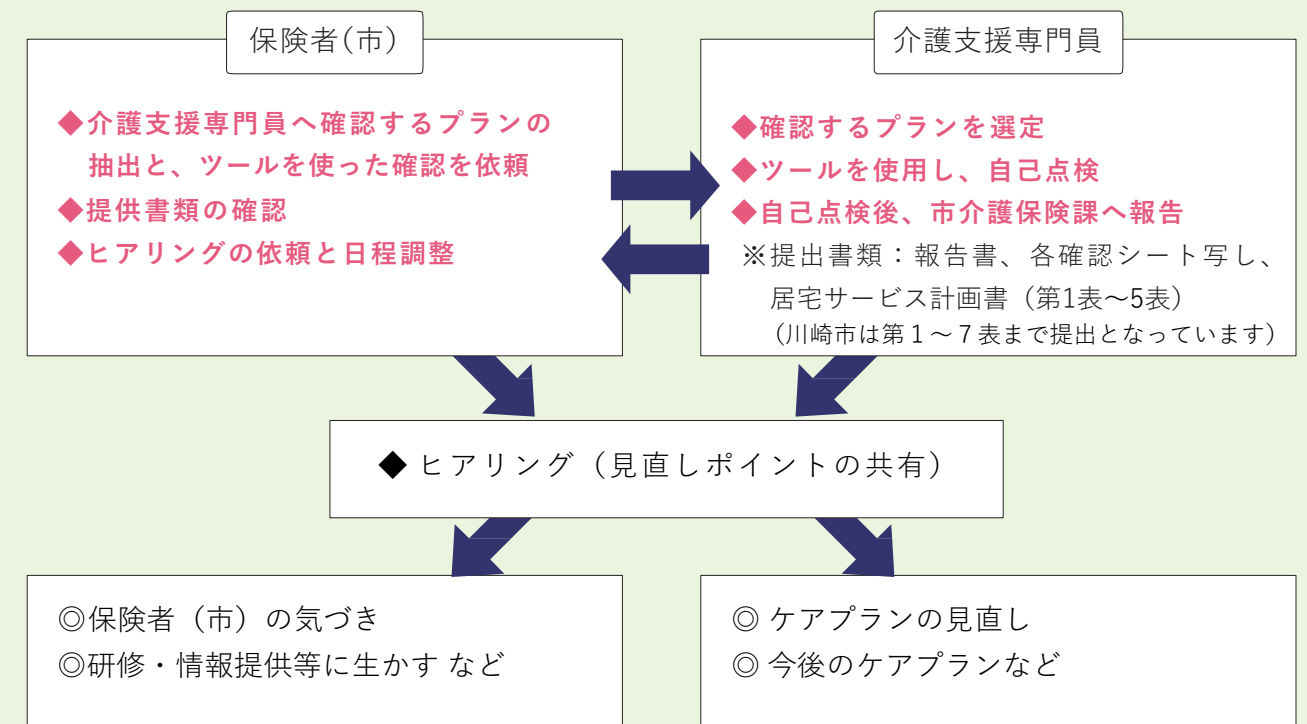 保険者(市)
◆介護支援専門員へ確認するプランの
抽出と、ツールを使った確認を依頼
◆提供書類の確認
◆ヒアリングの依頼と日程調整
介護支援専門員
◆確認するプランを選定
◆ツールを使用し、自己点検
◆自己点検後、市介護保険課へ報告
※提出書類：報告書、各確認シート写し、
居宅サービス計画書（第1表〜5表）
（川崎市は第１〜７表まで提出となっています）
◆ ヒアリング（見直しポイントの共有）
◎保険者（市）の気づき
◎研修・情報提供等に生かす など
◎ ケアプランの見直し
◎ 今後のケアプランなど